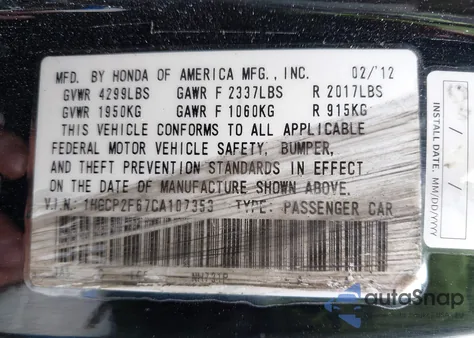 MFD. BY HONDA OF AMERICA MFG., INC. 02/'12
GVWR 4299LBS GAWR F 2337LBS R 2017LBS
GVWR 1950KG GAWR F 1060KG R 915KG
THIS VEHICLE CONFORMS TO ALL APPLICABLE
FEDERAL MOTOR VEHICLE SAFETY, BUMPER,
AND THEFT PREVENTION STANDARDS IN EFFECT
ON THE DATE OF MANUFACTURE SHOWN ABOVE.
V.I.N.: 1HGCP2F67CA107353 TYPE: PASSENGER CAR
NH731P
INSTALL DATE: MM/DD/YYYY
/ /
autoSnap